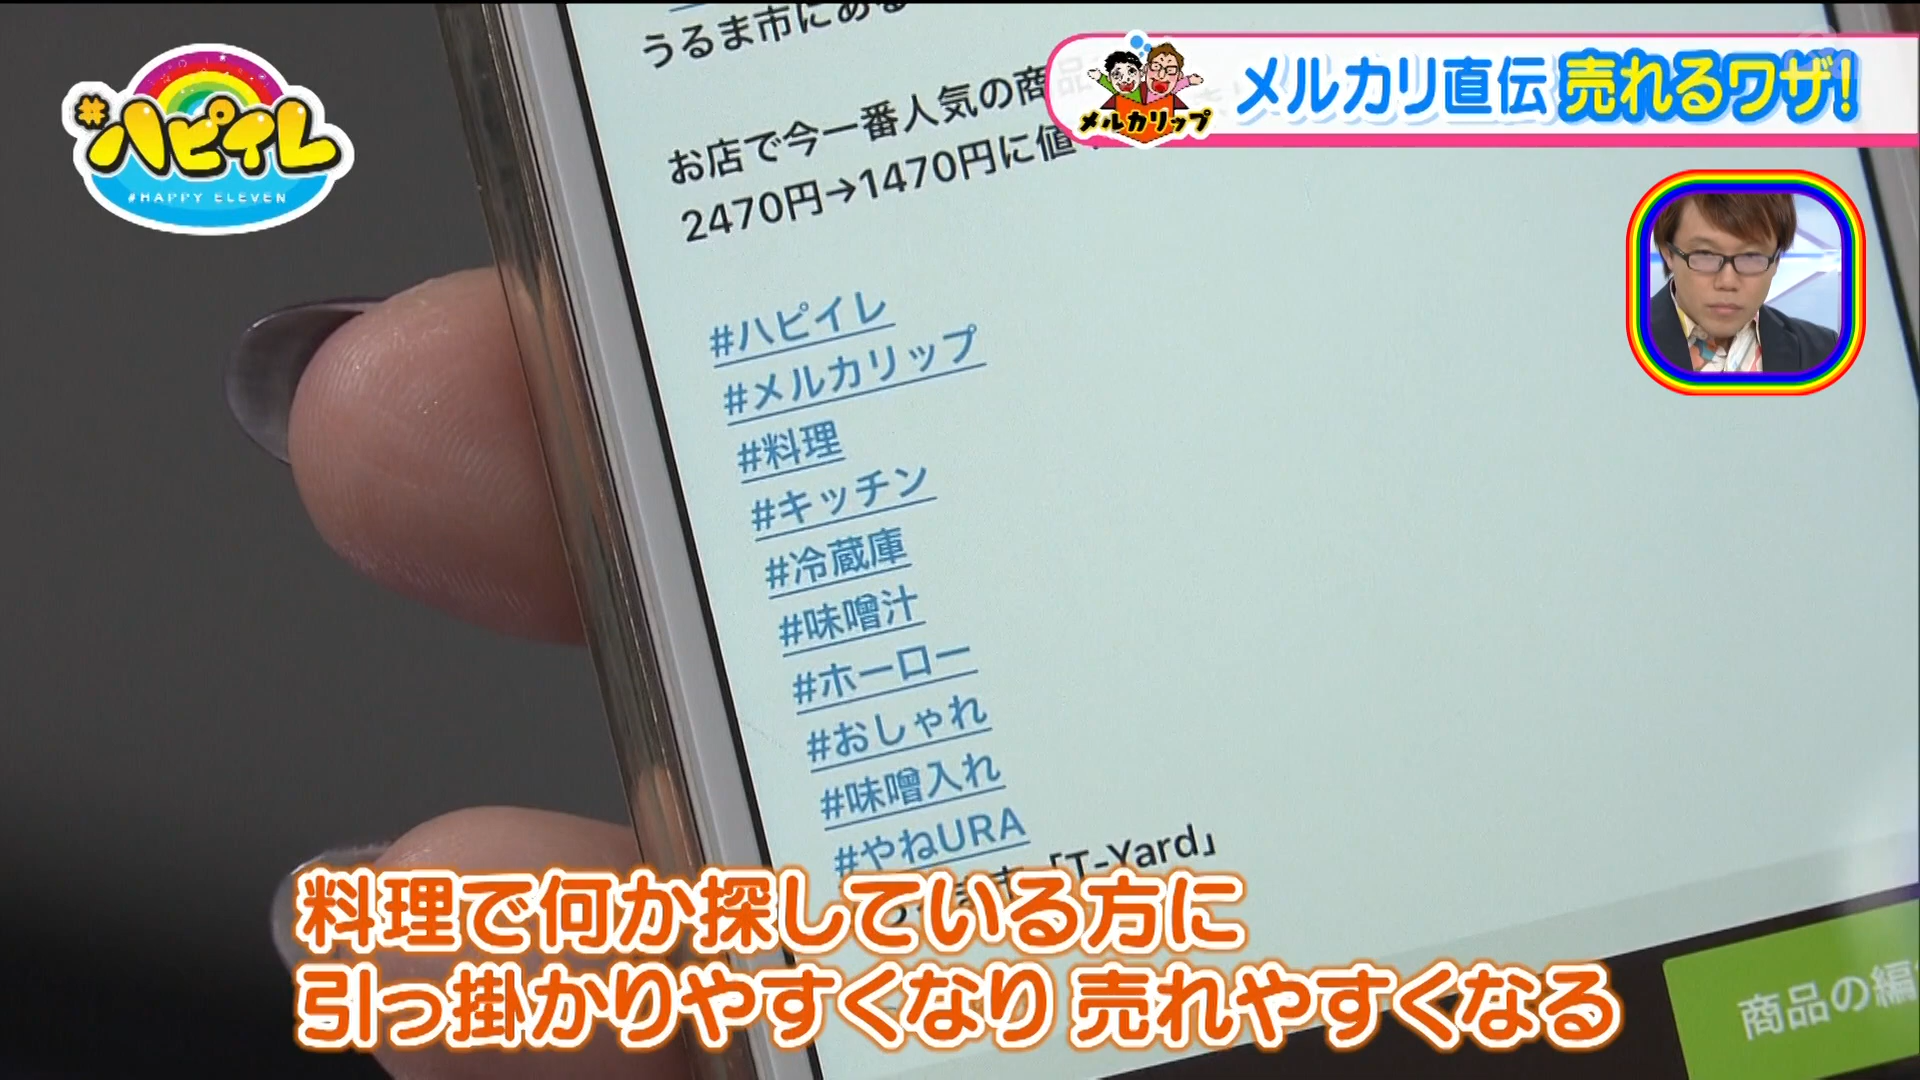 うるま市にある
お店で今一番人気の商品
2470円→1470円に値
#ハピイレ
#メルカリップ
#料理
#キッチン
#冷蔵庫
#味噌汁
#ホーロー
#おしゃれ
#味噌入れ
#やねURA
「T-Yard」
商品の編
#ハピイレ
#HAPPY ELEVEN
メルカリップ
メルカリ直伝 売れるワザ!
料理で何か探している方に
引っ掛かりやすくなり 売れやすくなる